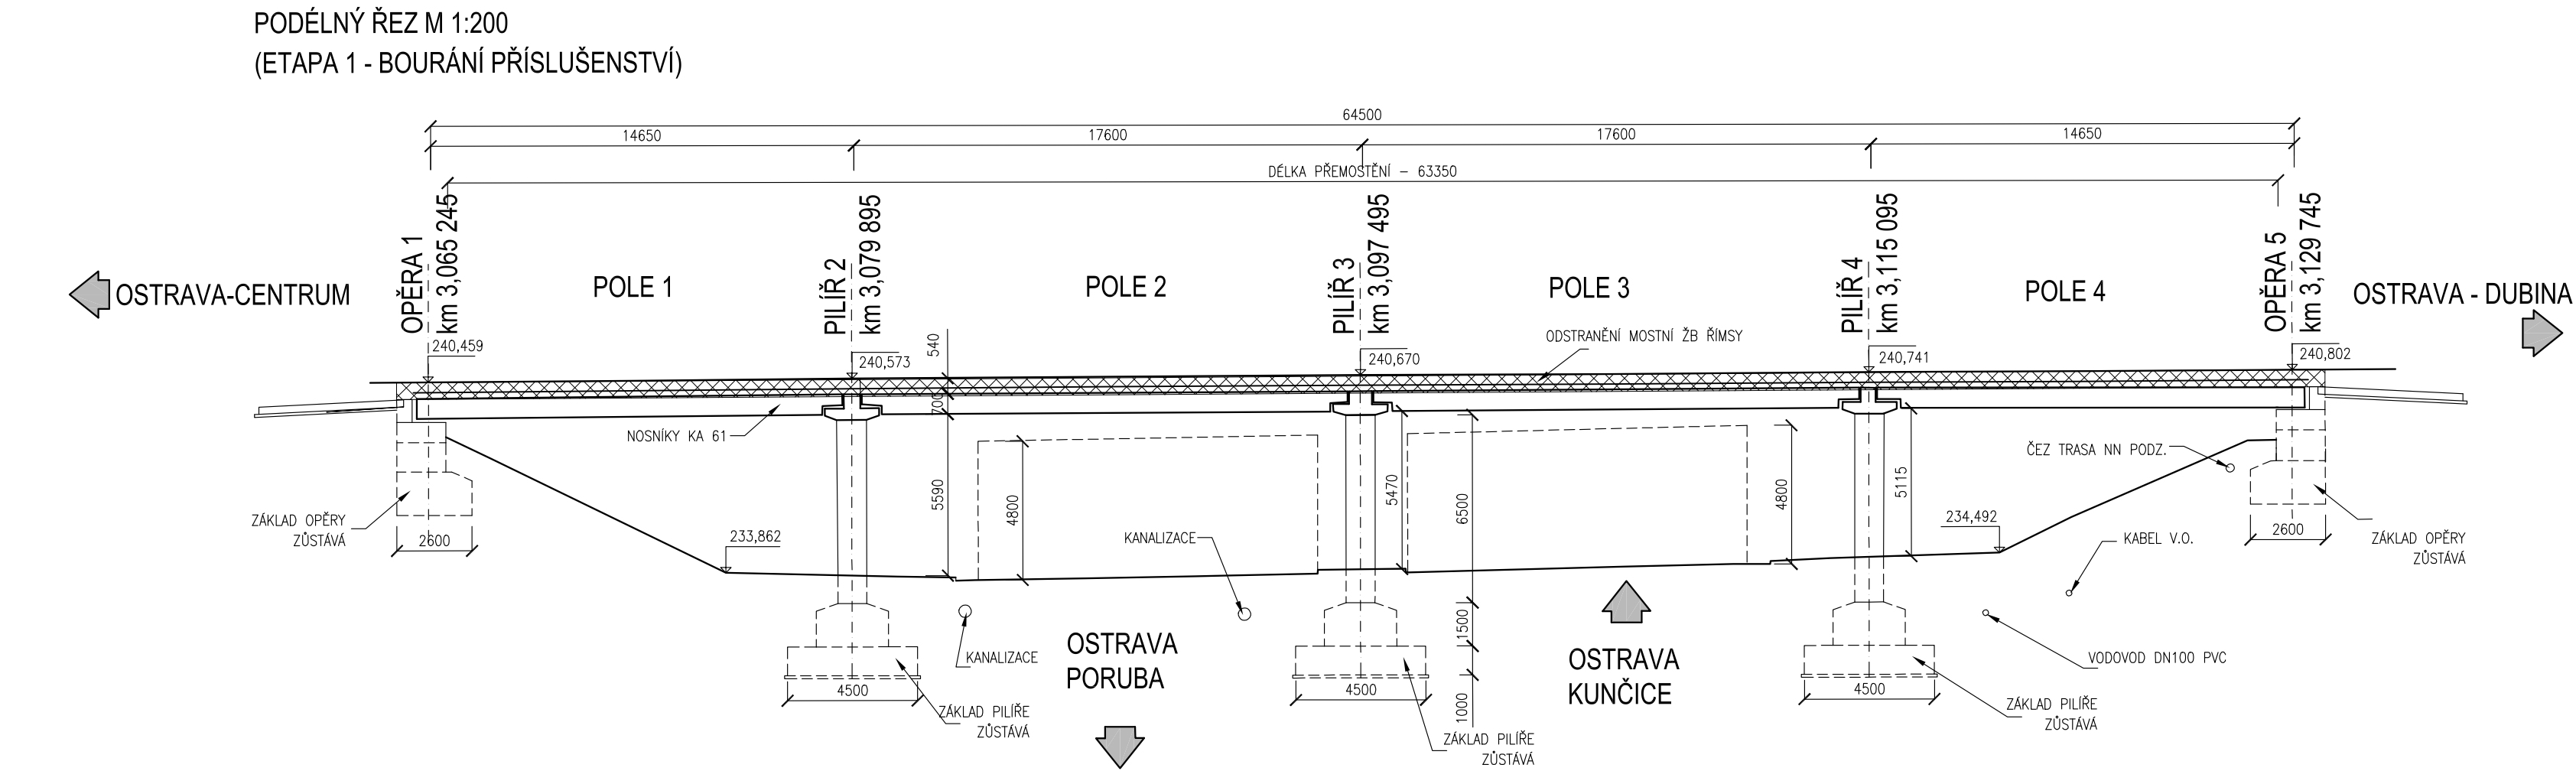 PODÉLNÝ ŘEZ M 1:200
(ETAPA 1 - BOURÁNÍ PŘÍSLUŠENSTVÍ)
64500
14650
17600
17600
14650
DÉLKA PŘEMOSTĚNÍ – 63350
OSTRAVA-CENTRUM
OPĚRA 1
km 3,065 245
POLE 1
PILÍŘ 2
km 3,079 895
POLE 2
PILÍŘ 3
km 3,097 495
POLE 3
PILÍŘ 4
km 3,115 095
POLE 4
OPĚRA 5
km 3,129 745
OSTRAVA - DUBINA
240,459
240,573
540
240,670
ODSTRANĚNÍ MOSTNÍ ŽB ŘÍMSY
240,741
240,802
700
NOSNÍKY KA 61
ČEZ TRASA NN PODZ.
5590
4800
5470
6500
4800
5115
ZÁKLAD OPĚRY
ZŮSTÁVÁ
2600
233,862
KANALIZACE
234,492
KABEL V.O.
2600
ZÁKLAD OPĚRY
ZŮSTÁVÁ
KANALIZACE
OSTRAVA
PORUBA
1500
OSTRAVA
KUNČICE
VODOVOD DN100 PVC
4500
4500
4500
1000
ZÁKLAD PILÍŘE
ZŮSTÁVÁ
ZÁKLAD PILÍŘE
ZŮSTÁVÁ
ZÁKLAD PILÍŘE
ZŮSTÁVÁ